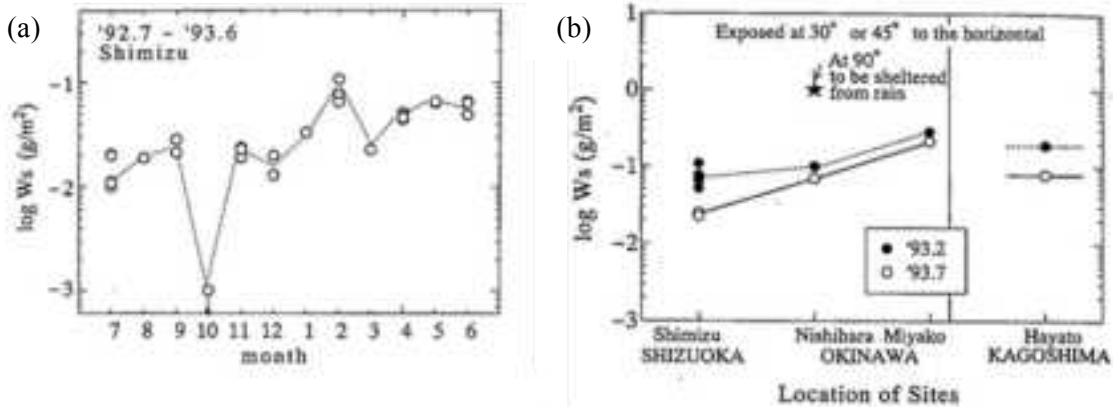 (a)
'92.7 - '93.6
Shimizu
log Ws (g/m²)
-1
-2
-3
7 8 9 10 11 12 1 2 3 4 5 6
month
(b)
Exposed at 30° or 45° to the horizontal
At 90°
to be sheltered
from rain
log Ws (g/m²)
1
0
-1
-2
-3
'93.2
'93.7
Shimizu Nishihara Miyako Hayato
SHIZUOKA OKINAWA KAGOSHIMA
Location of Sites